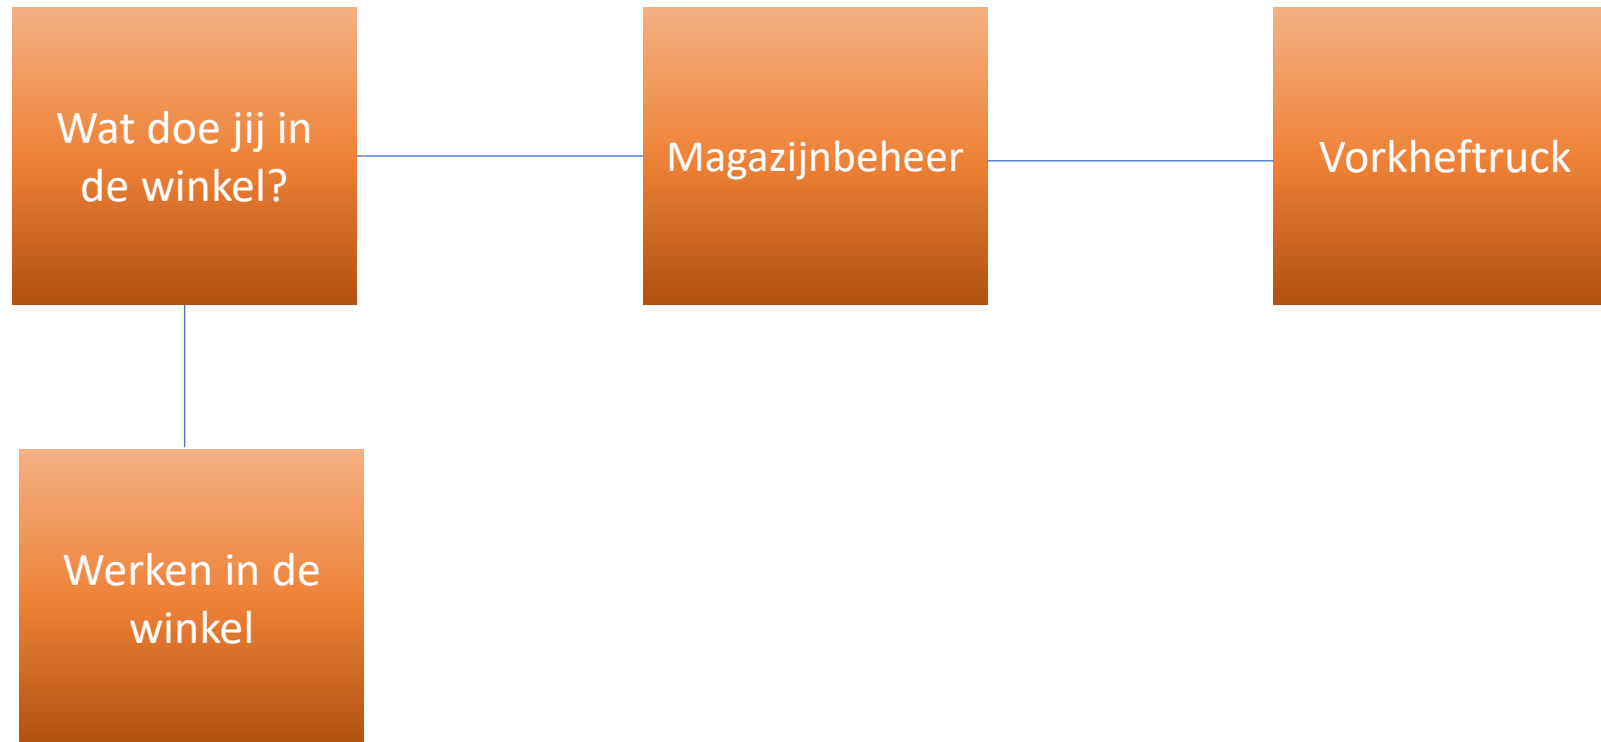 Wat doe jij in
de winkel?
Magazijnbeheer
Vorkheftruck
Werken in de
winkel